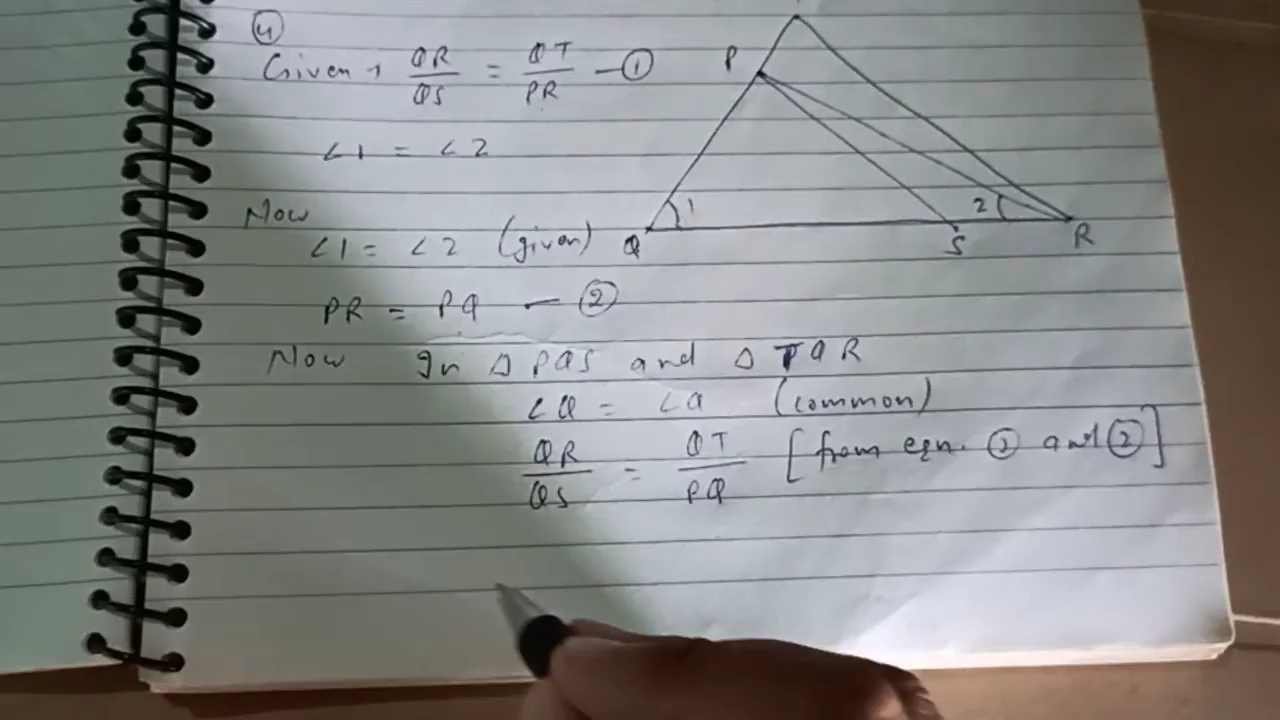 ④
Given, QR/QS = QT/PR — ①
∠1 = ∠2
P
1
2
Q
S
R
Now
∠1 = ∠2 (given)
PR = PQ — ②
Now In △ PQS and △ TQR
∠Q = ∠Q (common)
QR/QS = QT/PQ [from eqn. ① and ②]